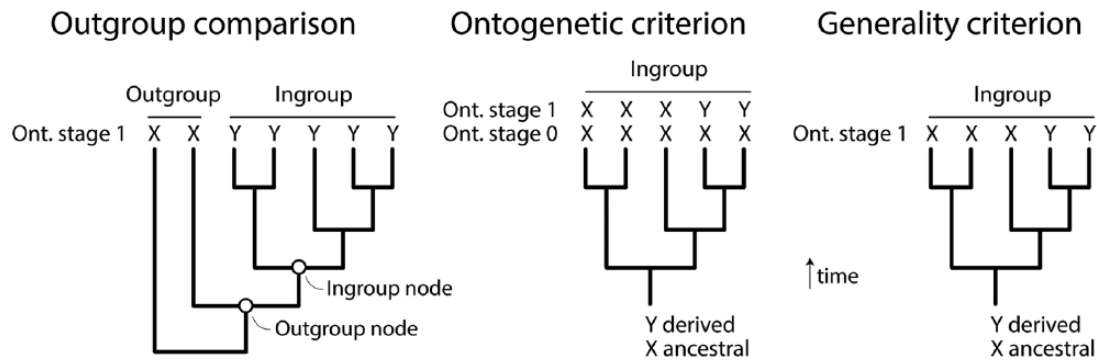 Outgroup comparison
Outgroup Ingroup
Ont. stage 1 X X Y Y Y Y Y
Ingroup node
Outgroup node
Ontogenetic criterion
Ingroup
Ont. stage 1 X X X Y Y
Ont. stage 0 X X X X X
Y derived
X ancestral
Generality criterion
Ingroup
Ont. stage 1 X X X Y Y
time
Y derived
X ancestral